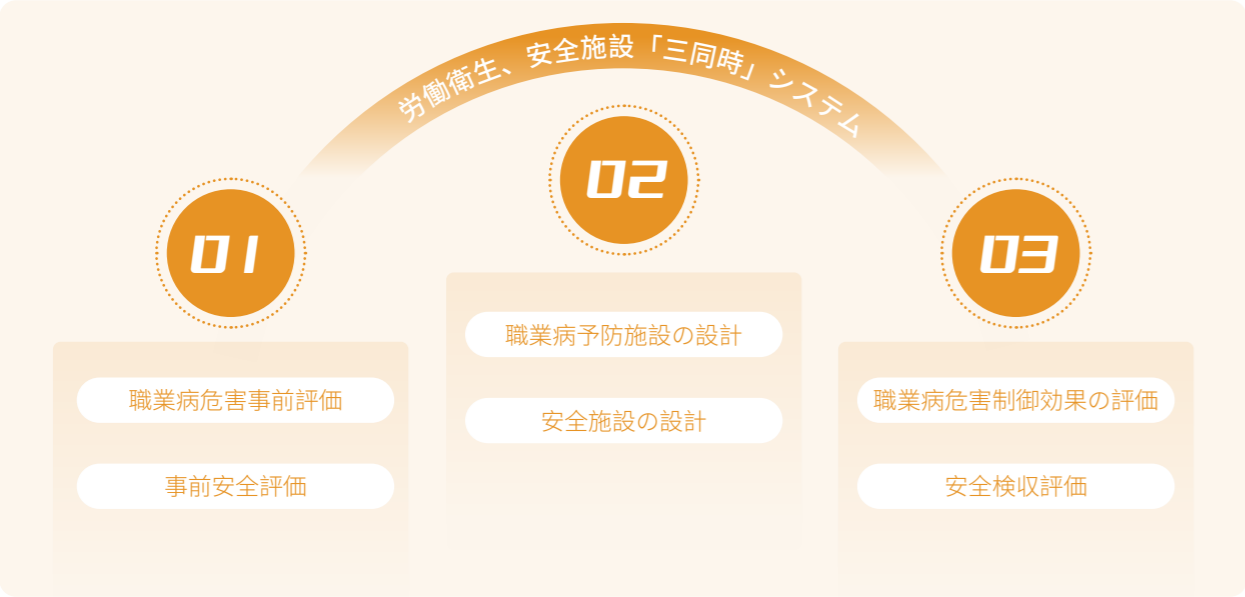 労働衛生、安全施設「三同時」システム
01
職業病危害事前評価
事前安全評価
02
職業病予防施設の設計
安全施設の設計
03
職業病危害制御効果の評価
安全検収評価